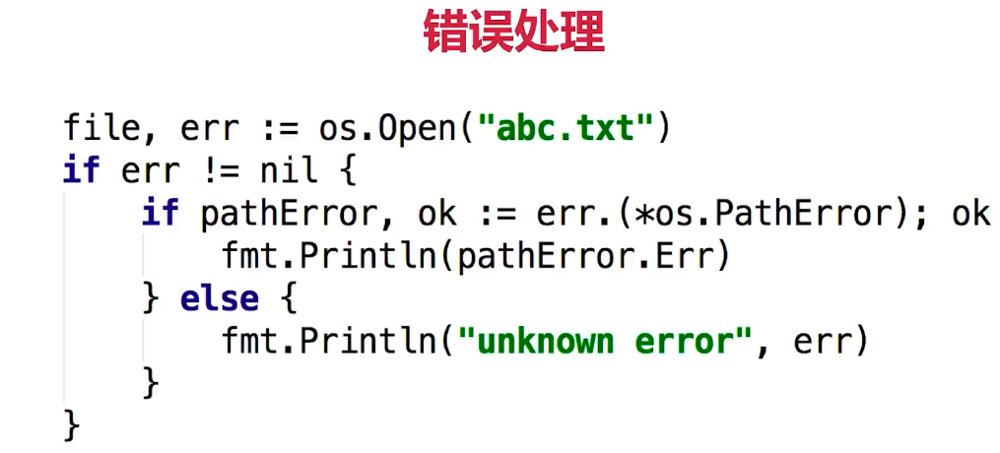 错误处理
file, err := os.Open("abc.txt")
if err != nil {
    if pathError, ok := err.(*os.PathError); ok
        fmt.Println(pathError.Err)
    } else {
        fmt.Println("unknown error", err)
    }
}